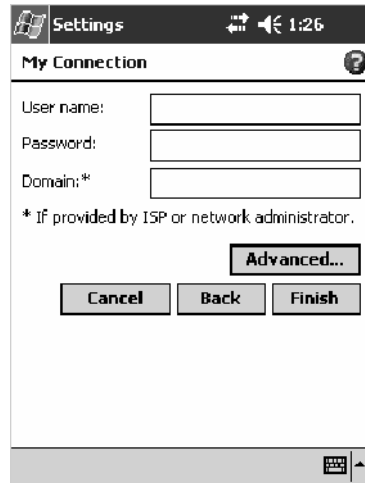 Settings 1:26
My Connection ?
User name:
Password:
Domain:*
* If provided by ISP or network administrator.
Advanced...
Cancel Back Finish